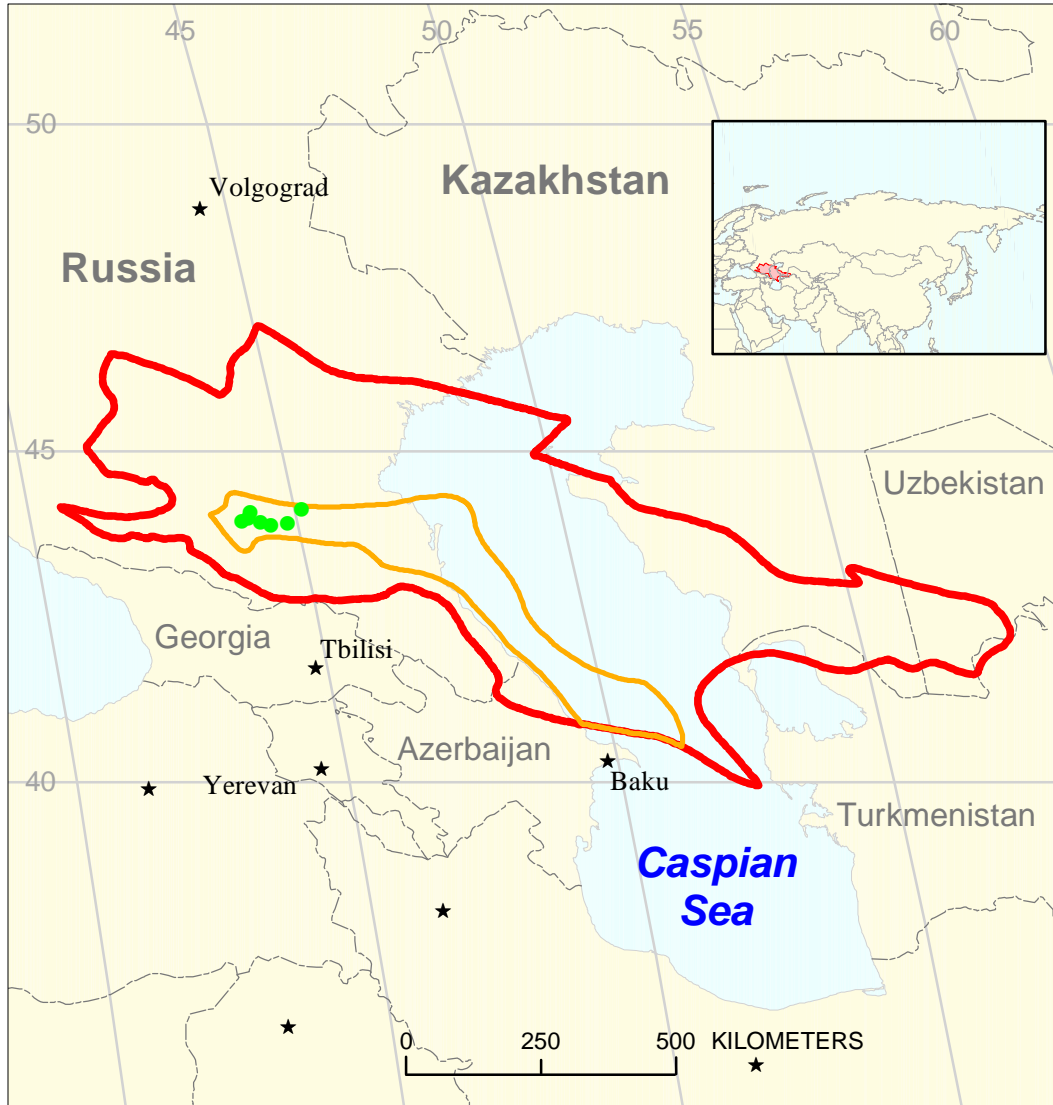 45
50
55
60
50
Volgograd
Kazakhstan
Russia
45
Uzbekistan
Georgia
Tbilisi
Azerbaijan
Yerevan
Baku
40
Turkmenistan
Caspian
Sea
0
250
500
KILOMETERS